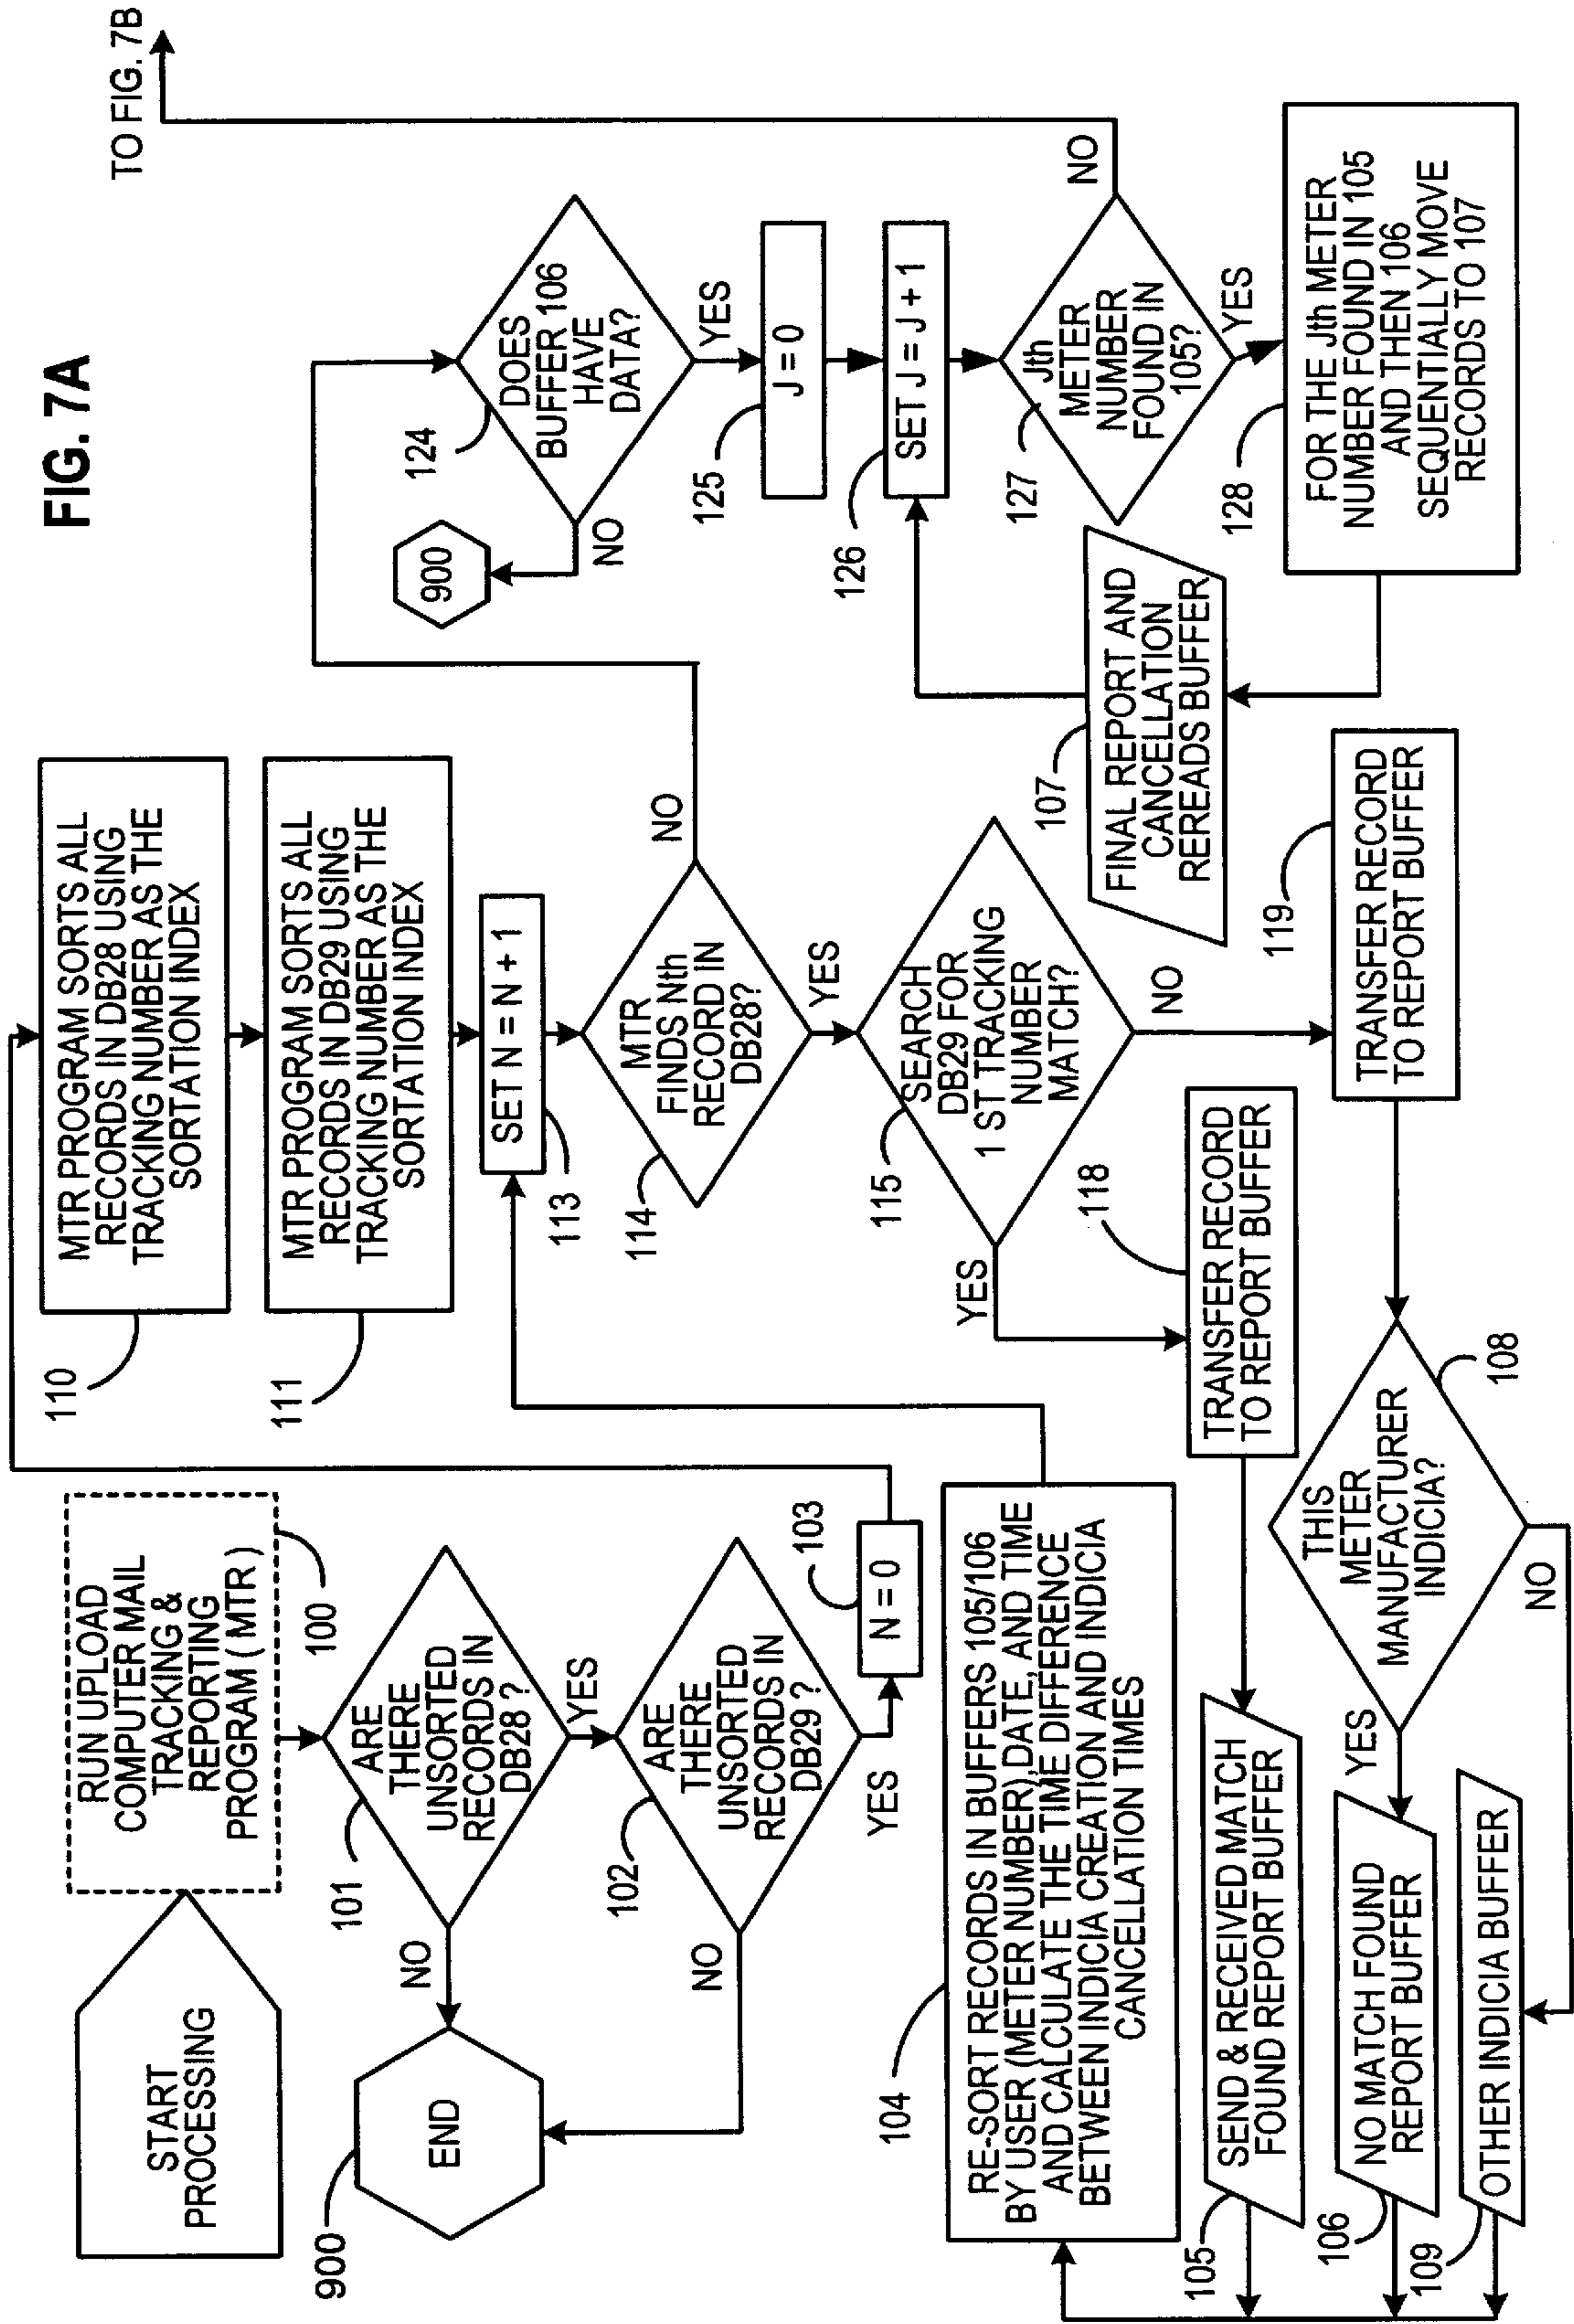 FIG. 7A
TO FIG. 7B
START
PROCESSING
RUN UPLOAD
COMPUTER MAIL
TRACKING &
REPORTING
PROGRAM ( MTR )
100
ARE
THERE
UNSORTED
RECORDS IN
DB28 ?
101
NO
YES
END
900
ARE
THERE
UNSORTED
RECORDS IN
DB29 ?
102
NO
YES
N = 0
103
MTR PROGRAM SORTS ALL
RECORDS IN DB28 USING
TRACKING NUMBER AS THE
SORTATION INDEX
110
MTR PROGRAM SORTS ALL
RECORDS IN DB29 USING
TRACKING NUMBER AS THE
SORTATION INDEX
111
SET N = N + 1
113
MTR
FINDS Nth
RECORD IN
DB28?
114
NO
YES
SEARCH
DB29 FOR
1 ST TRACKING
NUMBER
MATCH?
115
YES
NO
TRANSFER RECORD
TO REPORT BUFFER
118
TRANSFER RECORD
TO REPORT BUFFER
119
THIS
METER
MANUFACTURER
INDICIA?
108
YES
NO
RE-SORT RECORDS IN BUFFERS 105/106
BY USER (METER NUMBER),DATE, AND TIME
AND CALCULATE THE TIME DIFFERENCE
BETWEEN INDICIA CREATION AND INDICIA
CANCELLATION TIMES
104
SEND & RECEIVED MATCH
FOUND REPORT BUFFER
105
NO MATCH FOUND
REPORT BUFFER
106
OTHER INDICIA BUFFER
109
DOES
BUFFER 106
HAVE
DATA?
124
NO
900
YES
J = 0
125
SET J = J + 1
126
Jth
METER
NUMBER
FOUND IN
105?
127
NO
YES
FOR THE Jth METER
NUMBER FOUND IN 105
AND THEN 106
SEQUENTIALLY MOVE
RECORDS TO 107
128
FINAL REPORT AND
CANCELLATION
REREADS BUFFER
107